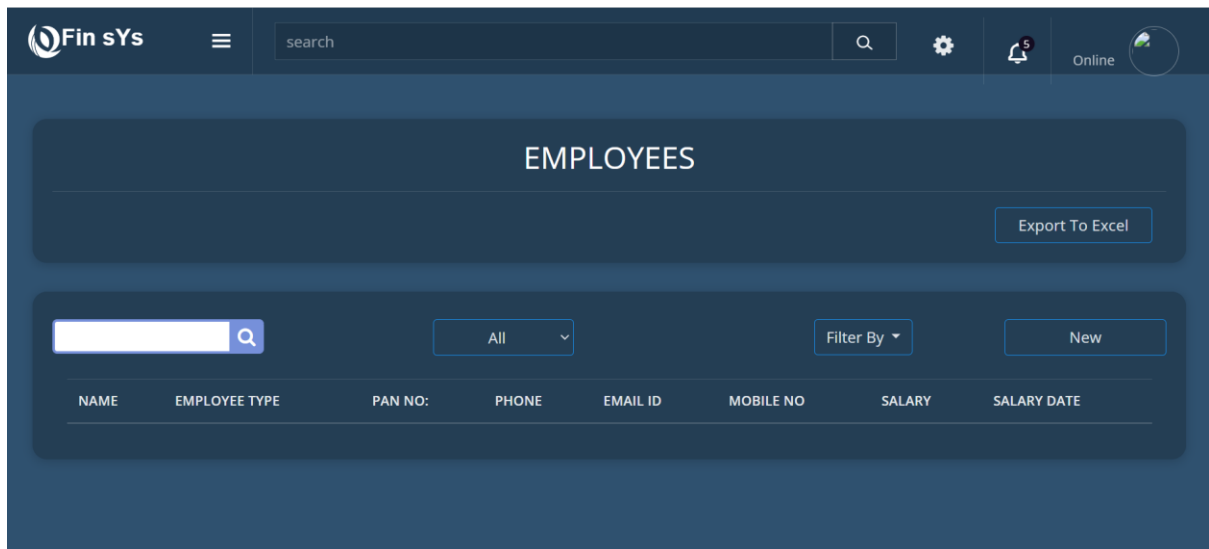 Fin sYs
search
5
Online
EMPLOYEES
Export To Excel
All
Filter By
New
NAME EMPLOYEE TYPE PAN NO: PHONE EMAIL ID MOBILE NO SALARY SALARY DATE